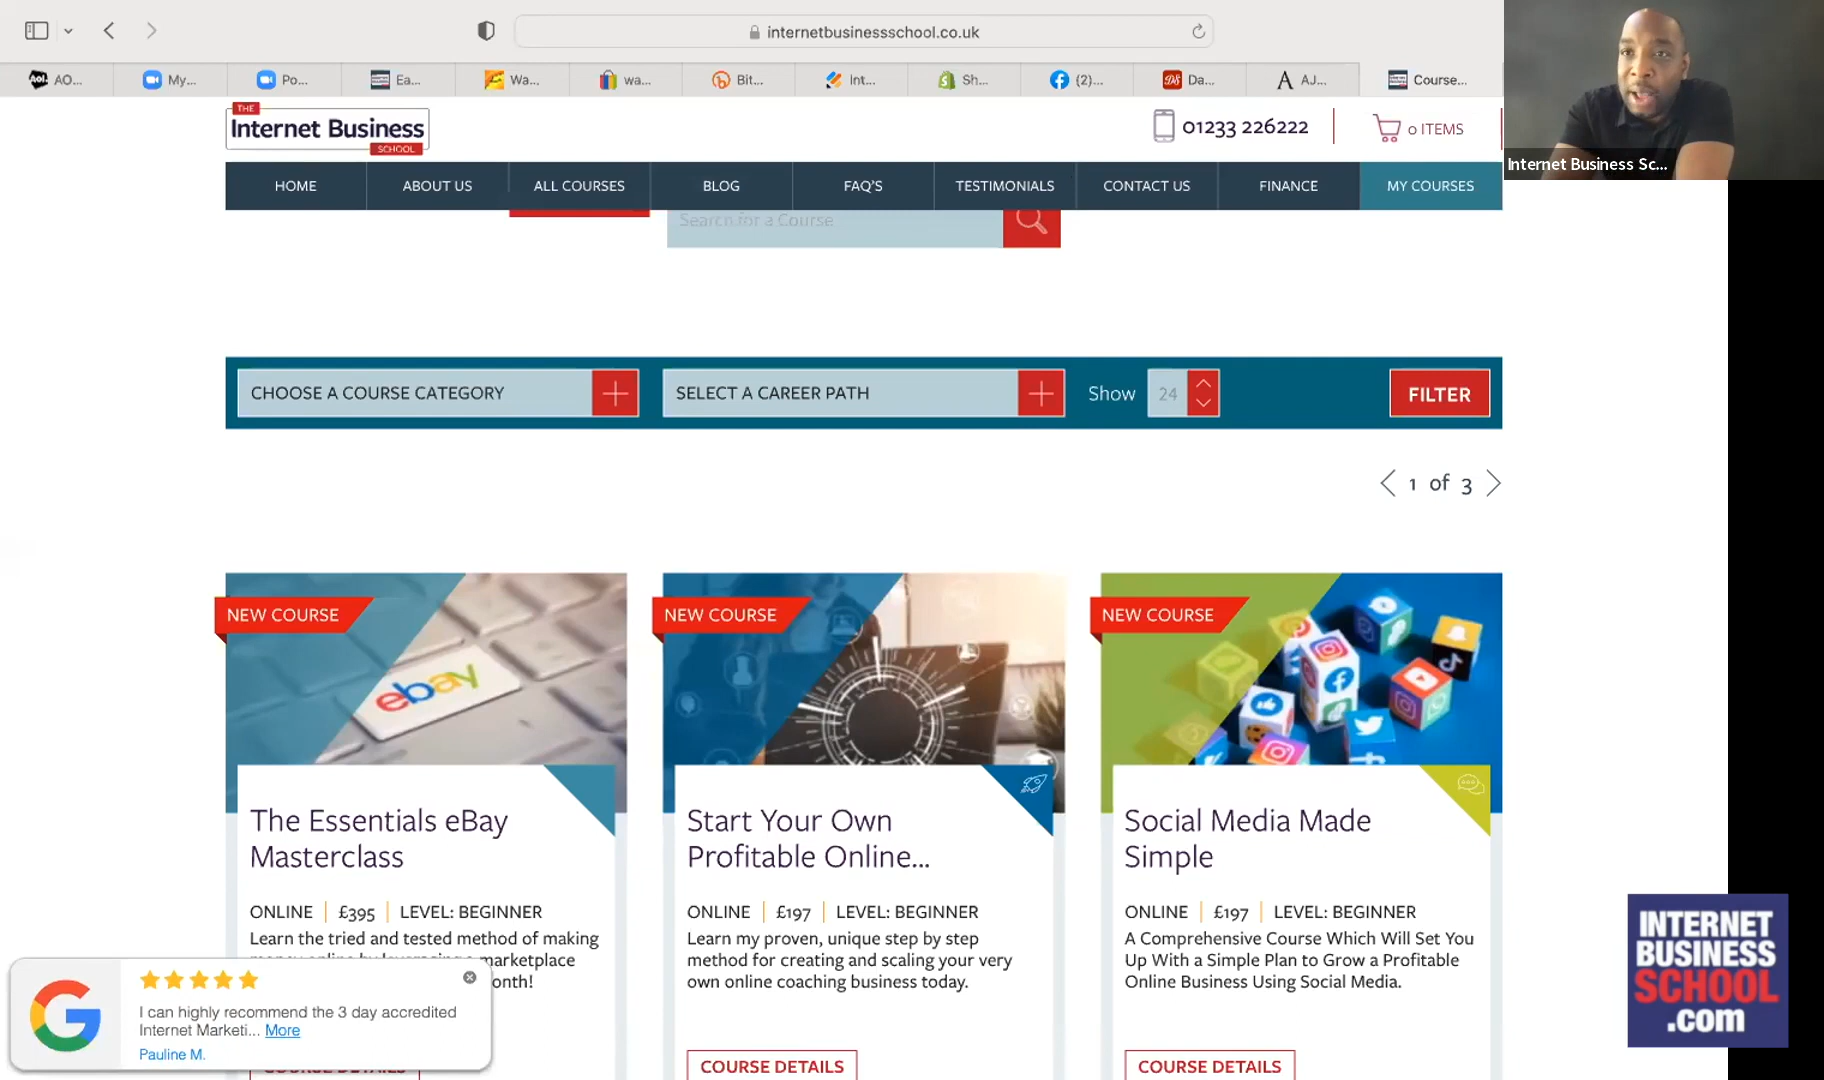 internetbusinessschool.co.uk
AO...
My...
Po...
Ea...
Wa...
wa...
Bit...
Int...
Sh...
(2)...
Da...
AJ...
Course...
THE
Internet Business
SCHOOL
01233 226222
0 ITEMS
Internet Business Sc...
HOME
ABOUT US
ALL COURSES
BLOG
FAQ'S
TESTIMONIALS
CONTACT US
FINANCE
MY COURSES
Search for a Course
CHOOSE A COURSE CATEGORY
SELECT A CAREER PATH
Show
24
FILTER
1 of 3
NEW COURSE
ebay
The Essentials eBay
Masterclass
ONLINE | £395 | LEVEL: BEGINNER
Learn the tried and tested method of making
marketplace
onth!
NEW COURSE
Start Your Own
Profitable Online...
ONLINE | £197 | LEVEL: BEGINNER
Learn my proven, unique step by step
method for creating and scaling your very
own online coaching business today.
COURSE DETAILS
NEW COURSE
Social Media Made
Simple
ONLINE | £197 | LEVEL: BEGINNER
A Comprehensive Course Which Will Set You
Up With a Simple Plan to Grow a Profitable
Online Business Using Social Media.
COURSE DETAILS
I can highly recommend the 3 day accredited
Internet Marketi... More
Pauline M.
INTERNET
BUSINESS
SCHOOL
.com